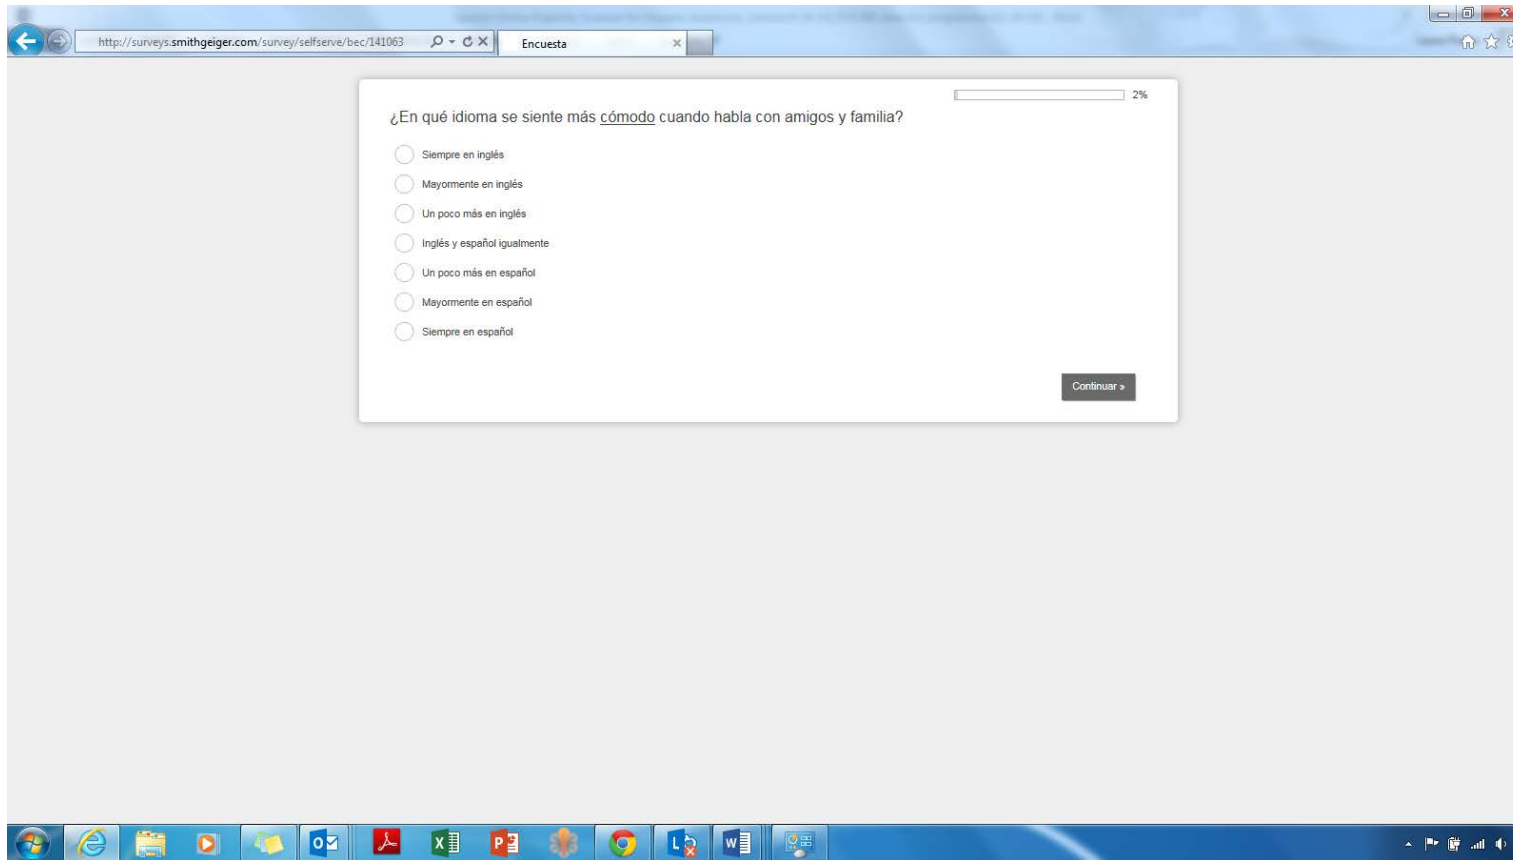 http://surveys.smithgeiger.com/survey/selfserve/bec/141063
Encuesta
2%
¿En qué idioma se siente más cómodo cuando habla con amigos y familia?
Siempre en inglés
Mayormente en inglés
Un poco más en inglés
Inglés y español igualmente
Un poco más en español
Mayormente en español
Siempre en español
Continuar »